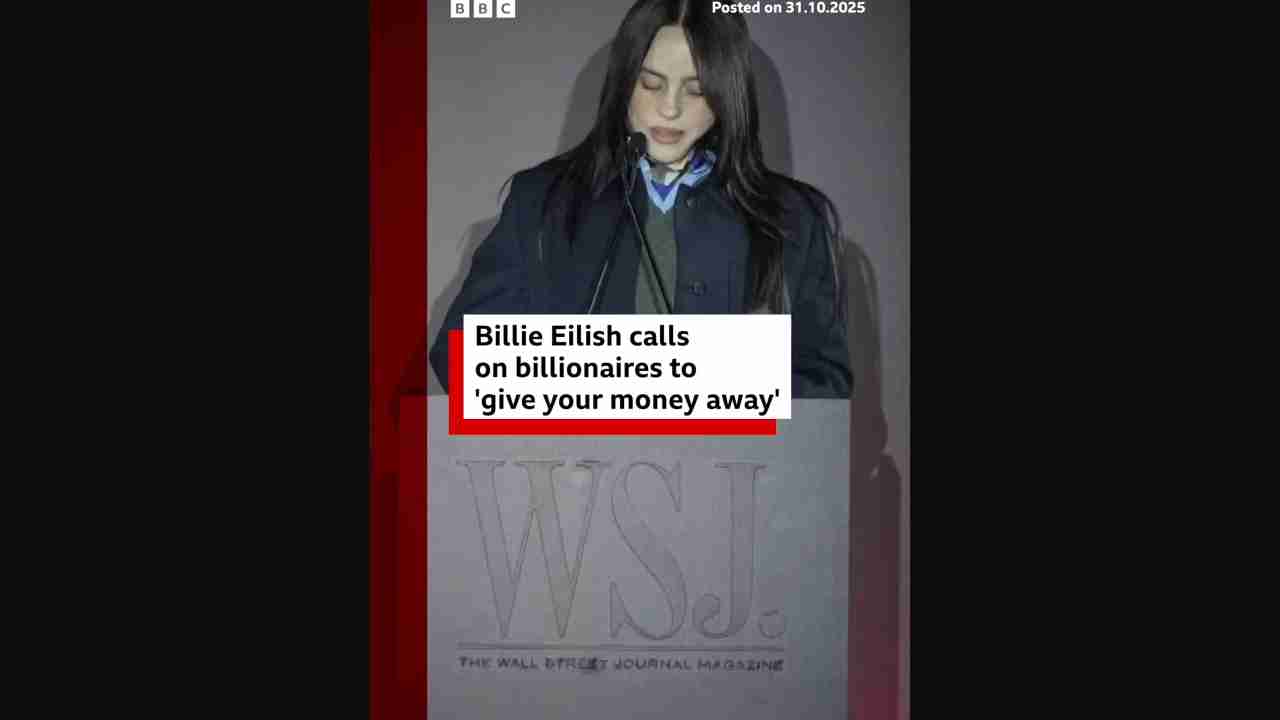 BBC
Posted on 31.10.2025
Billie Eilish calls
on billionaires to
'give your money away'
WSJ.
THE WALL STREET JOURNAL MAGAZINE